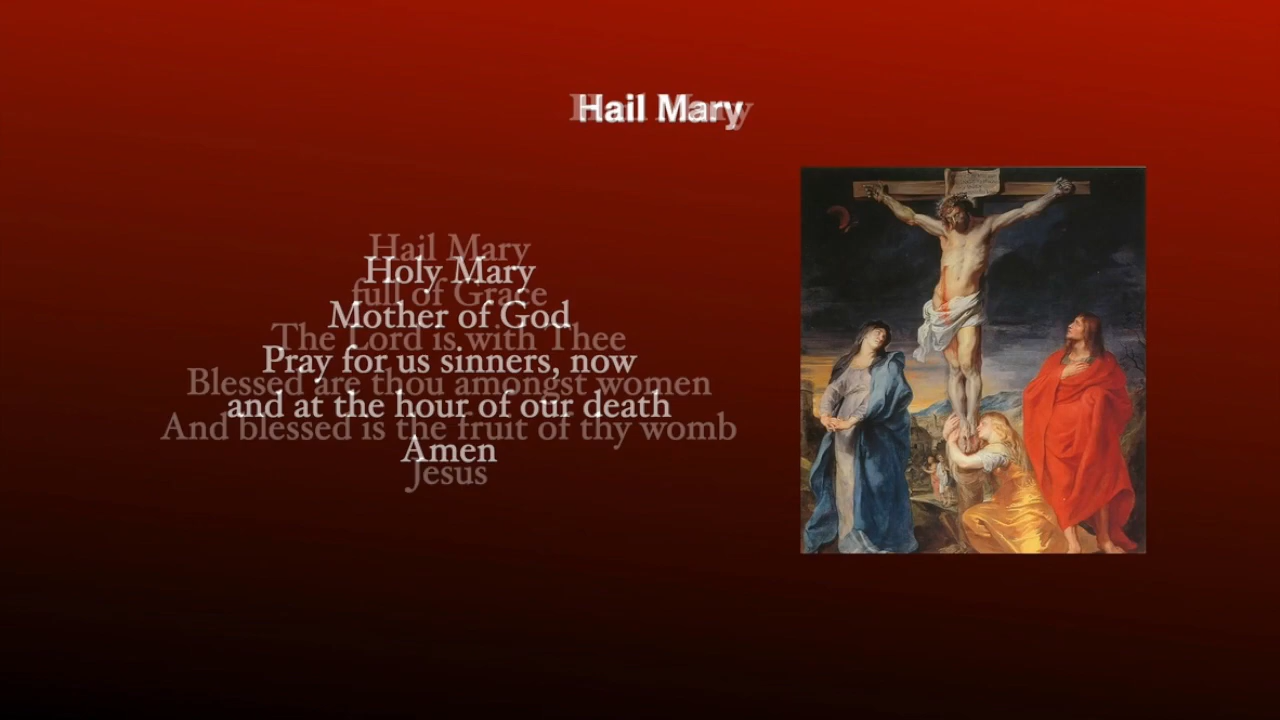 Hail Mary
Hail Mary
Holy Mary
full of Grace
Mother of God
The Lord is with Thee
Pray for us sinners, now
Blessed are thou amongst women
and at the hour of our death
And blessed is the fruit of thy womb
Amen
Jesus